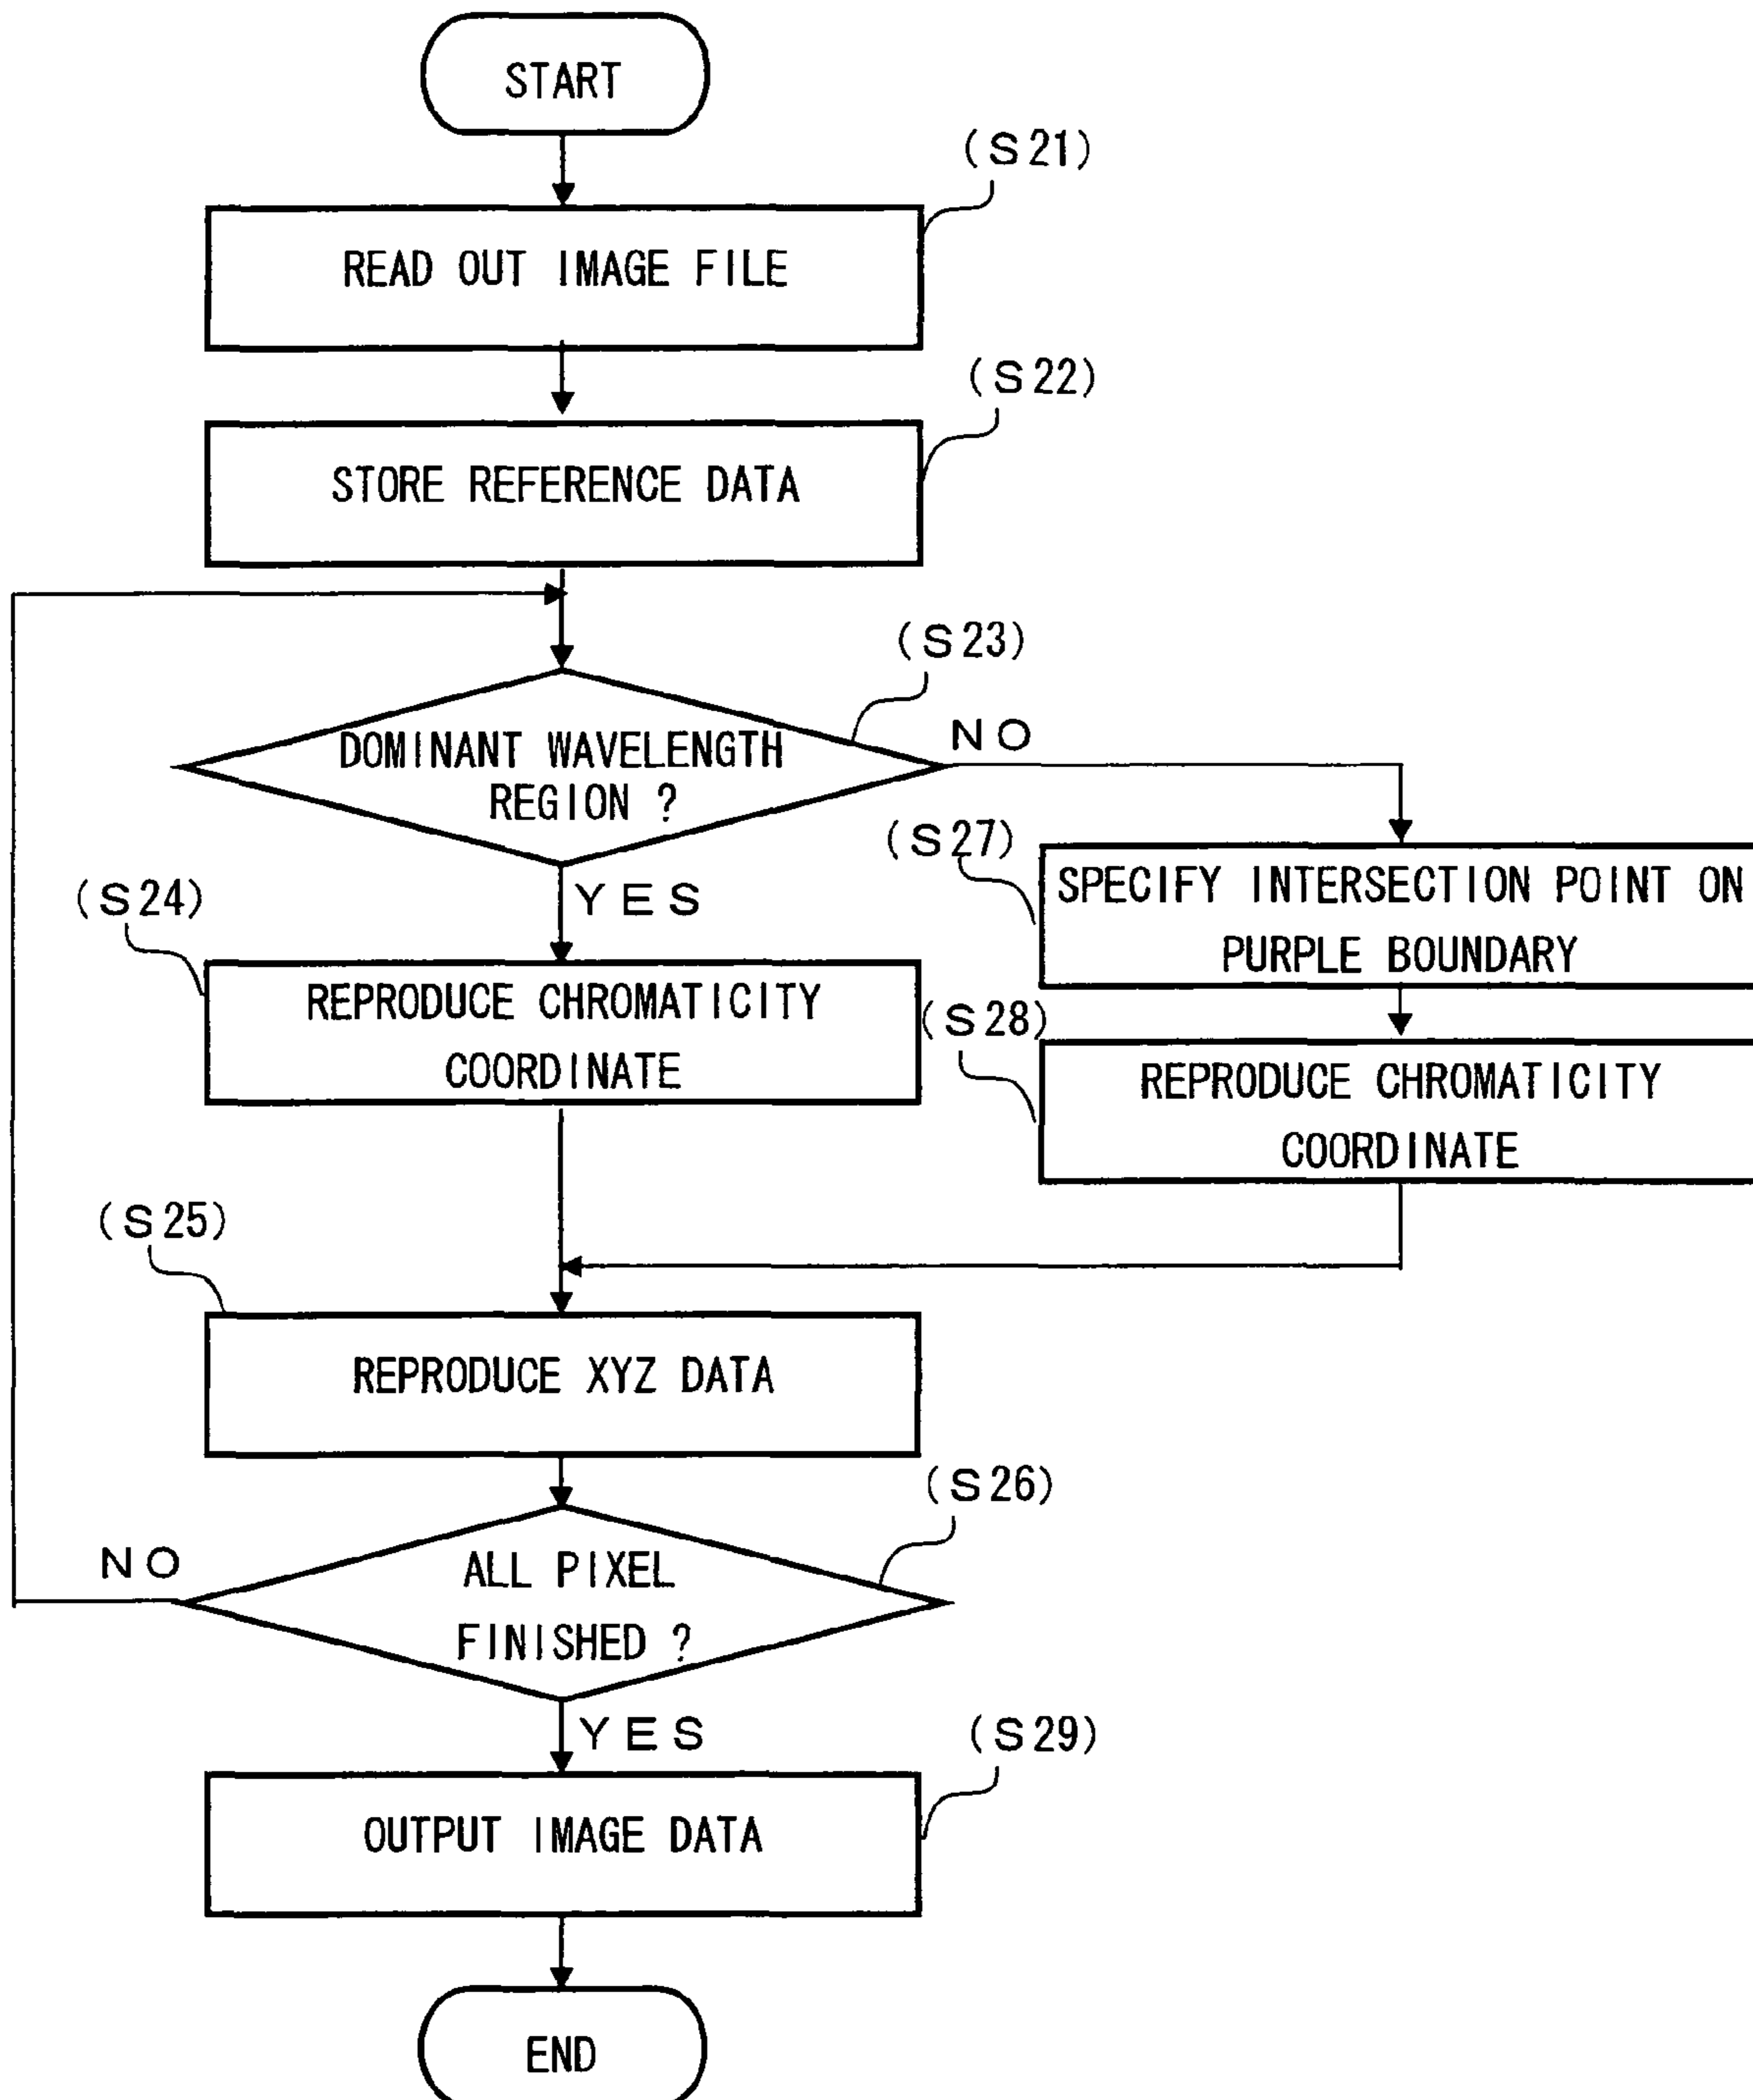 START
(S21)
READ OUT IMAGE FILE
(S22)
STORE REFERENCE DATA
(S23)
DOMINANT WAVELENGTH
REGION ?
NO
YES
(S24)
REPRODUCE CHROMATICITY
COORDINATE
(S27)
SPECIFY INTERSECTION POINT ON
PURPLE BOUNDARY
(S28)
REPRODUCE CHROMATICITY
COORDINATE
(S25)
REPRODUCE XYZ DATA
(S26)
ALL PIXEL
FINISHED ?
NO
YES
(S29)
OUTPUT IMAGE DATA
END